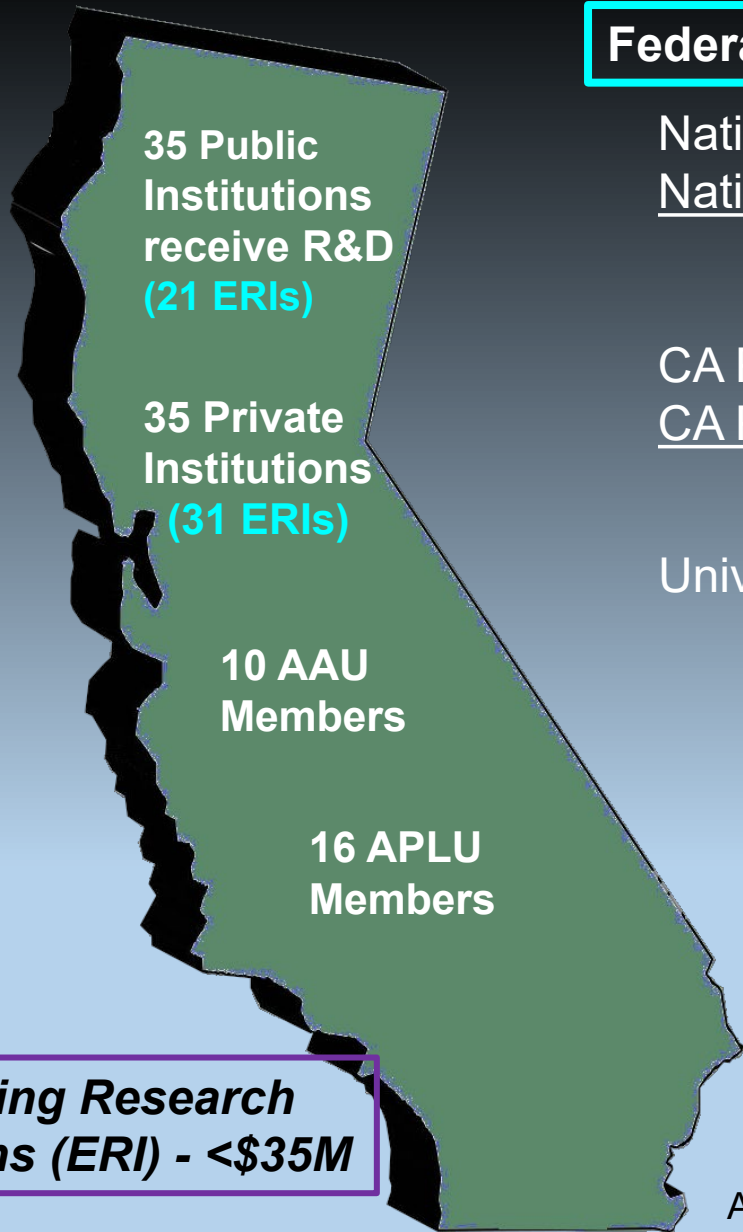 35 Public
Institutions
receive R&D
(21 ERIs)
35 Private
Institutions
(31 ERIs)
10 AAU
Members
16 APLU
Members
ing Research
ns (ERI) - <$35M
Federa
Nati
Nati
CA
CA
Univ
A